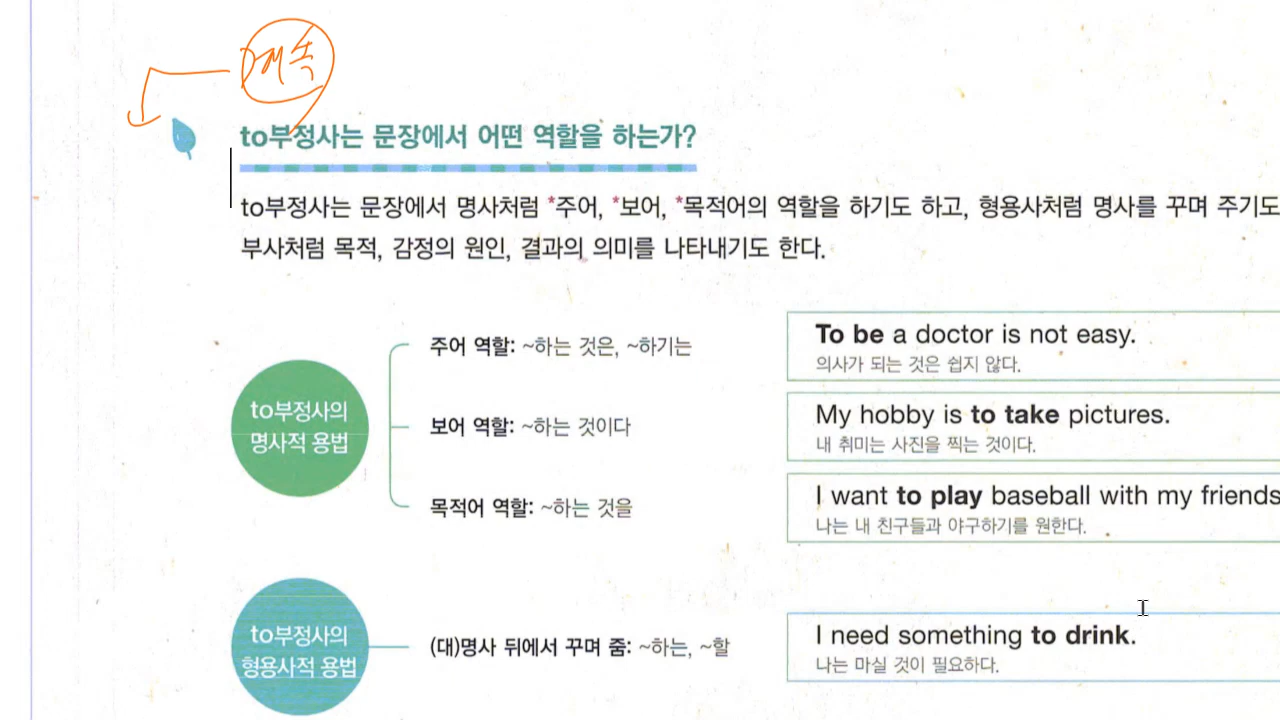 계속
to부정사는 문장에서 어떤 역할을 하는가?
to부정사는 문장에서 명사처럼 *주어, *보어, *목적어의 역할을 하기도 하고, 형용사처럼 명사를 꾸며 주기도
부사처럼 목적, 감정의 원인, 결과의 의미를 나타내기도 한다.
to부정사의
명사적 용법
주어 역할: ~하는 것은, ~하기는
To be a doctor is not easy.
의사가 되는 것은 쉽지 않다.
보어 역할: ~하는 것이다
My hobby is to take pictures.
내 취미는 사진을 찍는 것이다.
목적어 역할: ~하는 것을
I want to play baseball with my friends
나는 내 친구들과 야구하기를 원한다.
to부정사의
형용사적 용법
(대)명사 뒤에서 꾸며 줌: ~하는, ~할
I need something to drink.
나는 마실 것이 필요하다.